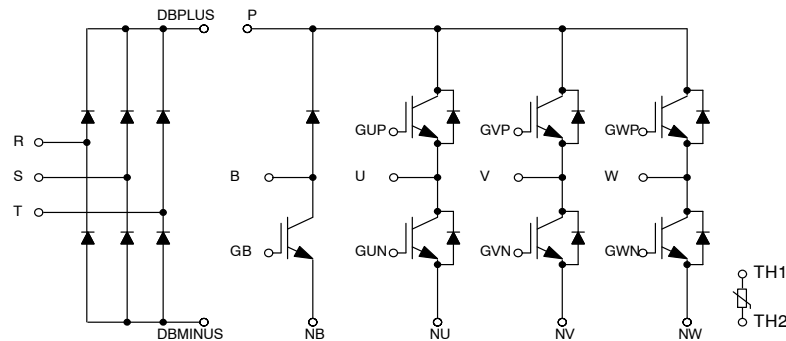 DBPLUS P
GUP GVP GWP
R
S B U V W
T
GB GUN GVN GWN
TH1
TH2
DBMINUS NB NU NV NW